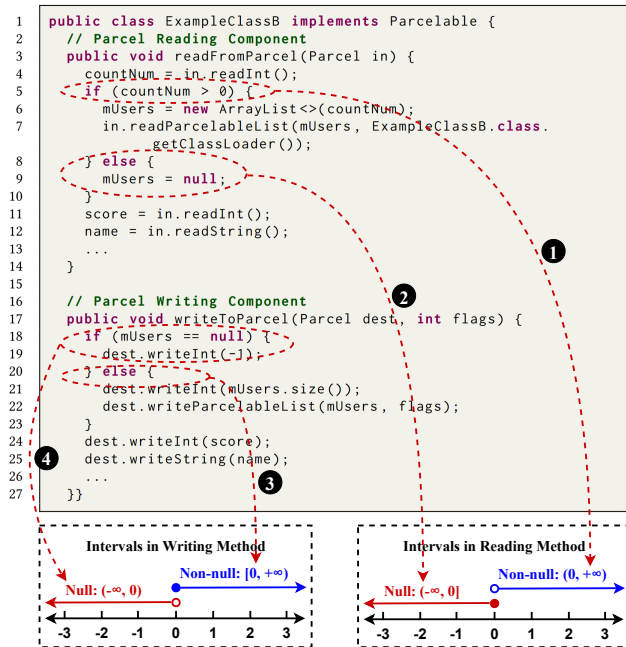 1 public class ExampleClassB implements Parcelable {
2 // Parcel Reading Component
3 public void readFromParcel(Parcel in) {
4 countNum = in.readInt();
5 if (countNum > 0) {
6 mUsers = new ArrayList<>(countNum);
7 in.readParcelableList(mUsers, ExampleClassB.class.
getClassLoader());
8 } else {
9 mUsers = null;
10 }
11 score = in.readInt();
12 name = in.readString();
13 ...
14 }
15
16 // Parcel Writing Component
17 public void writeToParcel(Parcel dest, int flags) {
18 if (mUsers == null) {
19 dest.writeInt(-1);
20 } else {
21 dest.writeInt(mUsers.size());
22 dest.writeParcelableList(mUsers, flags);
23 }
24 dest.writeInt(score);
25 dest.writeString(name);
26 ...
27 }}
1
2
3
4
Intervals in Writing Method
Non-null: [0, +∞)
Null: (-∞, 0)
-3 -2 -1 0 1 2 3
Intervals in Reading Method
Non-null: (0, +∞)
Null: (-∞, 0]
-3 -2 -1 0 1 2 3